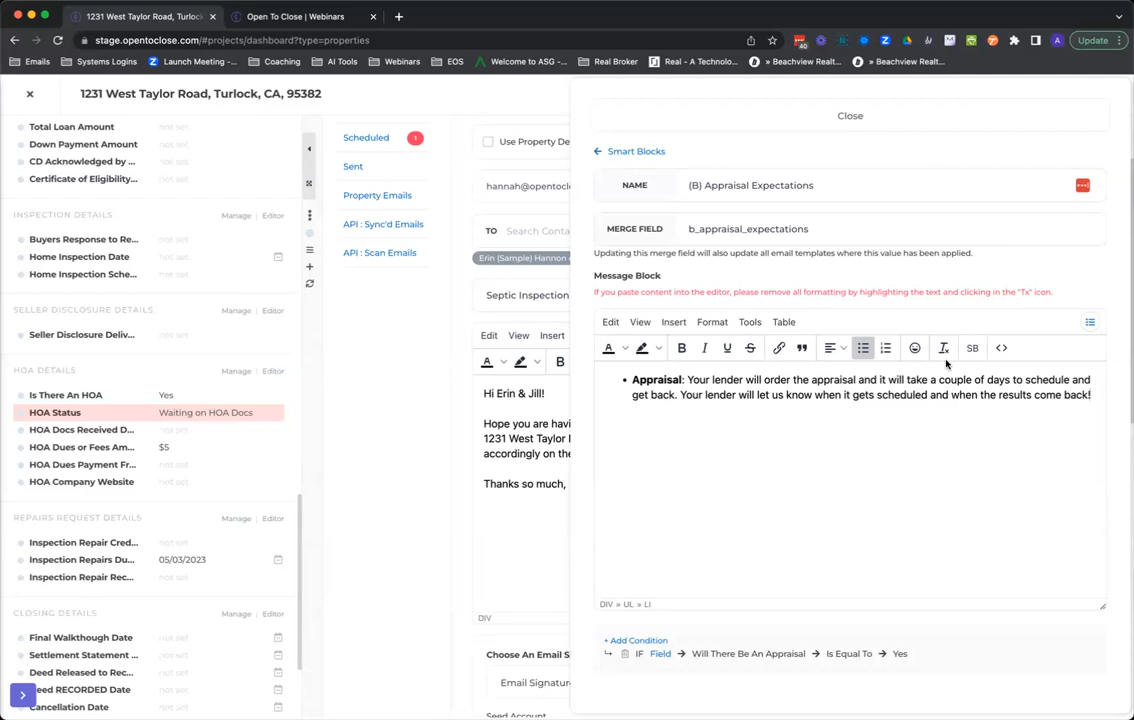 1231 West Taylor Road, Turlock
Open To Close | Webinars
stage.opentoclose.com/#projects/dashboard?type=properties
40
A
Update
Emails
Systems Logins
Launch Meeting -...
Coaching
AI Tools
Webinars
EOS
Welcome to ASG -...
Real Broker
Real - A Technolo...
» Beachview Realt...
» Beachview Realt...
1231 West Taylor Road, Turlock, CA, 95382
Total Loan Amount not set
Down Payment Amount not set
CD Acknowledged by ... not set
Certificate of Eligibility... not set
INSPECTION DETAILS Manage | Editor
Buyers Response to Re... not set
Home Inspection Date not set
Home Inspection Sche... not set
SELLER DISCLOSURE DETAILS Manage | Editor
Seller Disclosure Deliv... not set
HOA DETAILS Manage | Editor
Is There An HOA Yes
HOA Status Waiting on HOA Docs
HOA Docs Received D... not set
HOA Dues or Fees Am... $5
HOA Dues Payment Fr... not set
HOA Company Website not set
REPAIRS REQUEST DETAILS Manage | Editor
Inspection Repair Cred... not set
Inspection Repairs Du... 05/03/2023
Inspection Repair Rec... not set
CLOSING DETAILS Manage | Editor
Final Walkthough Date not set
Settlement Statement ... not set
Deed Released to Rec... not set
Deed RECORDED Date not set
Cancellation Date not set
Scheduled 1
Sent
Property Emails
API : Sync'd Emails
API : Scan Emails
Use Property De
hannah@opentoclo
TO Search Conta
Erin (Sample) Hannon
Septic Inspection
Edit View Insert
A B
Hi Erin & Jill!
Hope you are havi
1231 West Taylor
accordingly on the
Thanks so much,
DIV
Choose An Email S
Email Signature
Send Account
Close
Smart Blocks
NAME (B) Appraisal Expectations
MERGE FIELD b_appraisal_expectations
Updating this merge field will also update all email templates where this value has been applied.
Message Block
If you paste content into the editor, please remove all formatting by highlighting the text and clicking in the "Tx" icon.
Edit View Insert Format Tools Table
A B I U S SB
• Appraisal: Your lender will order the appraisal and it will take a couple of days to schedule and
get back. Your lender will let us know when it gets scheduled and when the results come back!
DIV » UL » LI
+ Add Condition
IF Field → Will There Be An Appraisal → Is Equal To → Yes